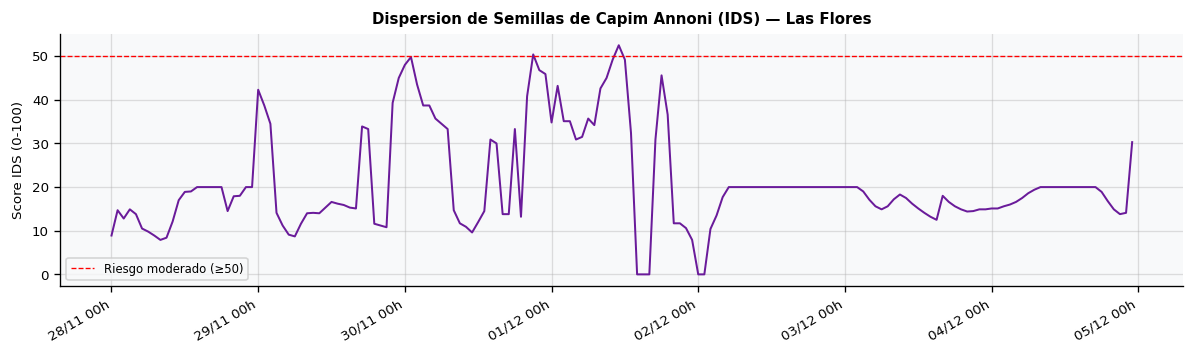 Dispersion de Semillas de Capim Annoni (IDS) — Las Flores
Score IDS (0-100)
50
40
30
20
10
0
Riesgo moderado (≥50)
28/11 00h
29/11 00h
30/11 00h
01/12 00h
02/12 00h
03/12 00h
04/12 00h
05/12 00h